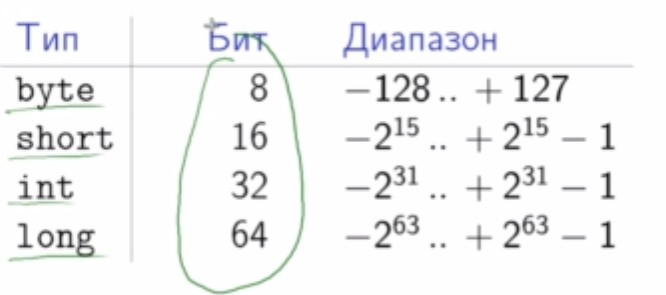 Тип Бит Диапазон
byte 8 −128 .. + 127
short 16 −2¹⁵ .. + 2¹⁵ − 1
int 32 −2³¹ .. + 2³¹ − 1
long 64 −2⁶³ .. + 2⁶³ − 1